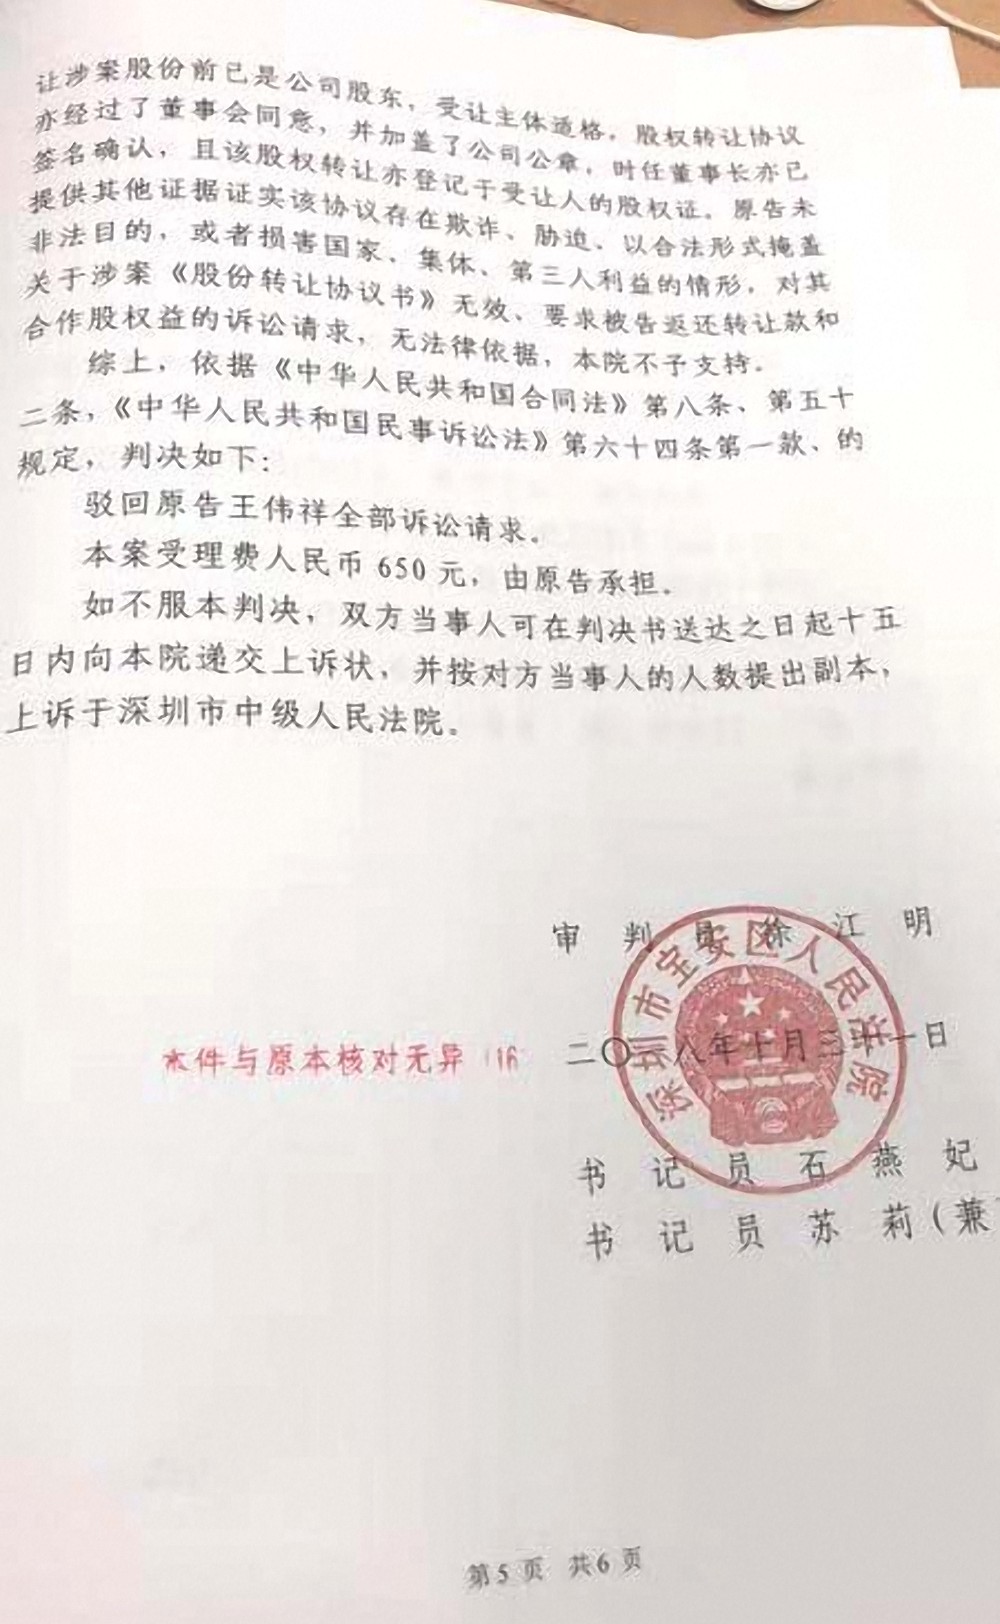 让涉案股份前已是公司股东，受让主体适格，股权转让协议
亦经过了董事会同意，并加盖了公司公章，时任董事长亦已
签名确认，且该股权转让亦登记于受让人的股权证。原告未
提供其他证据证实该协议存在欺诈、胁迫、以合法形式掩盖
非法目的，或者损害国家、集体、第三人利益的情形，对其
关于涉案《股份转让协议书》无效、要求被告返还转让款和
合作股权益的诉讼请求，无法律依据，本院不予支持。
综上，依据《中华人民共和国合同法》第八条、第五十
二条，《中华人民共和国民事诉讼法》第六十四条第一款、的
规定，判决如下：
驳回原告王伟祥全部诉讼请求。
本案受理费人民币650元，由原告承担。
如不服本判决，双方当事人可在判决书送达之日起十五
日内向本院递交上诉状，并按对方当事人的人数提出副本，
上诉于深圳市中级人民法院。
审 判 员 徐 江 明
深圳市宝安区人民法院
本件与原本核对无异
二〇一八年十月三十一日
书 记 员 石 燕 妃
书 记 员 苏 莉（兼
第5页 共6页